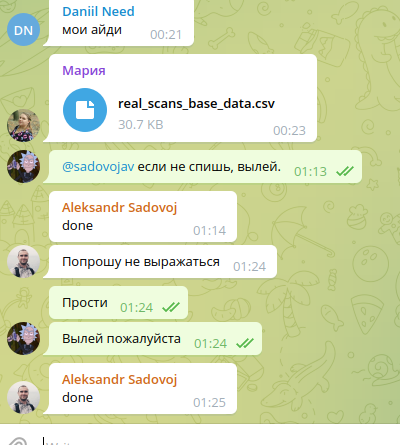 Daniil Need
DN
мои айди 00:21
Мария
real_scans_base_data.csv
30.7 KB
00:23
@sadovojav если не спишь, вылей. 01:13
Aleksandr Sadovoj
done 01:14
Попрошу не выражаться 01:24
Прости 01:24
Вылей пожалуйста 01:24
Aleksandr Sadovoj
done 01:25